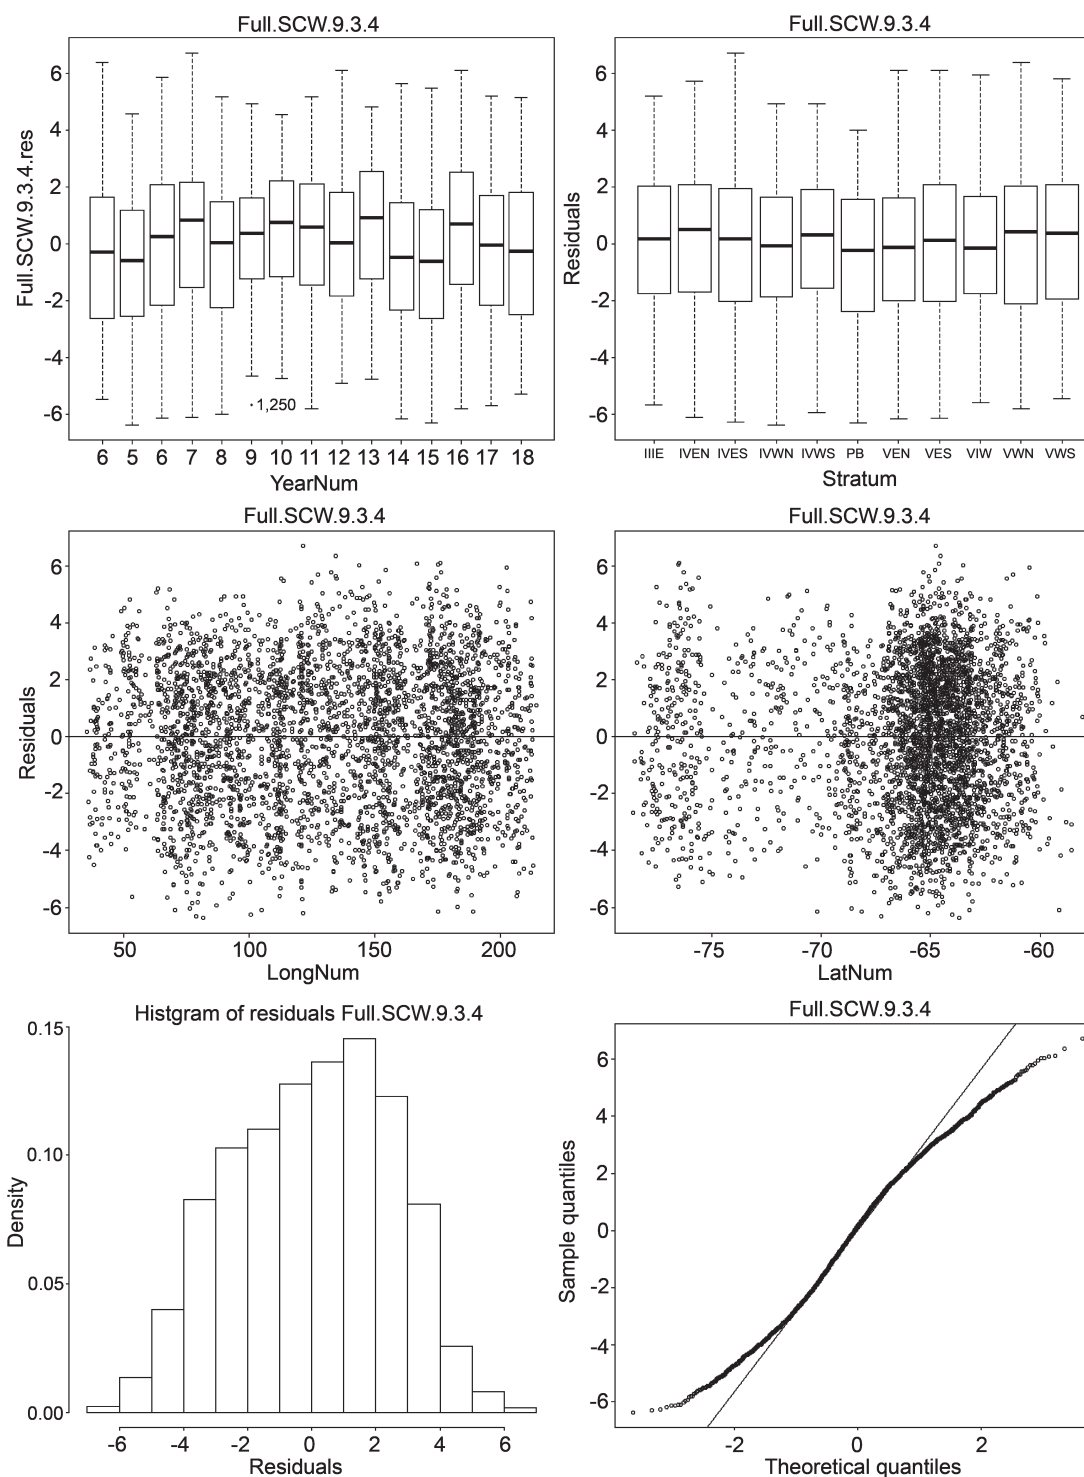 Full.SCW.9.3.4
Full.SCW.9.3.4.res
6
4
2
0
-2
-4
-6
· 1,250
6 5 6 7 8 9 10 11 12 13 14 15 16 17 18
YearNum
Full.SCW.9.3.4
Residuals
6
4
2
0
-2
-4
-6
IIIE IVEN IVES IVWN IVWS PB VEN VES VIW VWN VWS
Stratum
Full.SCW.9.3.4
Residuals
6
4
2
0
-2
-4
-6
50 100 150 200
LongNum
Full.SCW.9.3.4
Residuals
6
4
2
0
-2
-4
-6
-75 -70 -65 -60
LatNum
Histgram of residuals Full.SCW.9.3.4
Density
0.15
0.10
0.05
0.00
-6 -4 -2 0 2 4 6
Residuals
Full.SCW.9.3.4
Sample quantiles
6
4
2
0
-2
-4
-6
-2 0 2
Theoretical quantiles